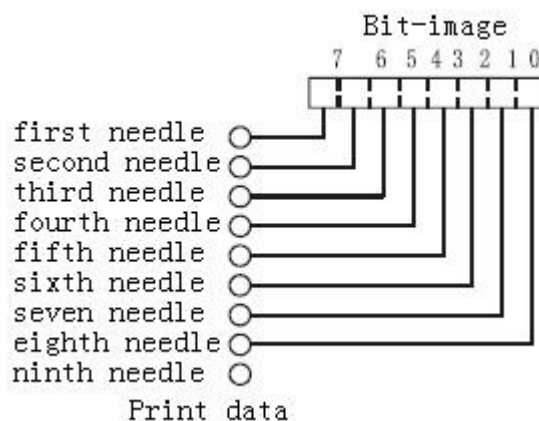 Bit-image
7 6 5 4 3 2 1 0
first needle
second needle
third needle
fourth needle
fifth needle
sixth needle
seven needle
eighth needle
ninth needle
Print data